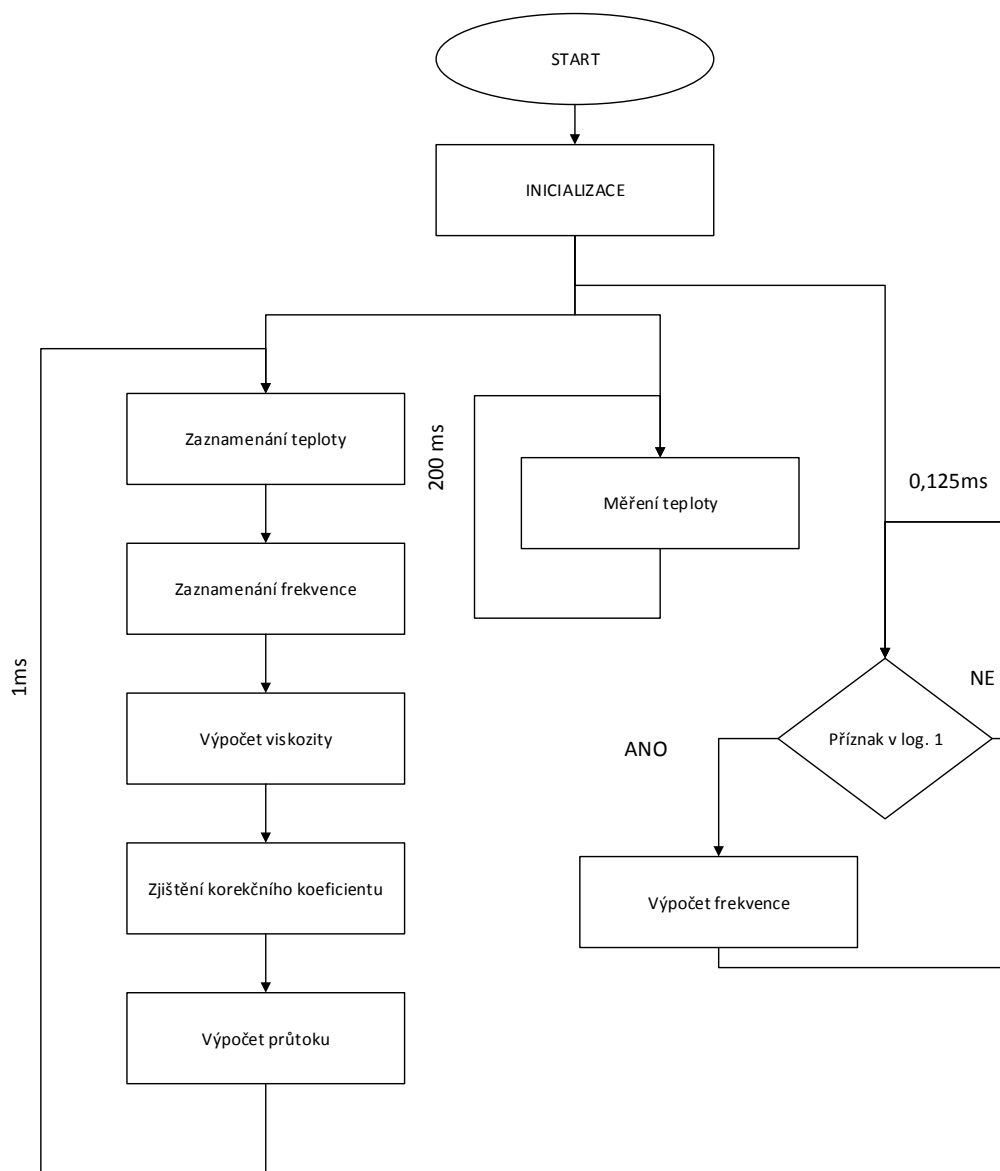 START
INICIALIZACE
Zaznamenání teploty
Zaznamenání frekvence
Výpočet viskozity
Zjištění korekčního koeficientu
Výpočet průtoku
1ms
200 ms
Měření teploty
0,125ms
Příznak v log. 1
ANO
NE
Výpočet frekvence